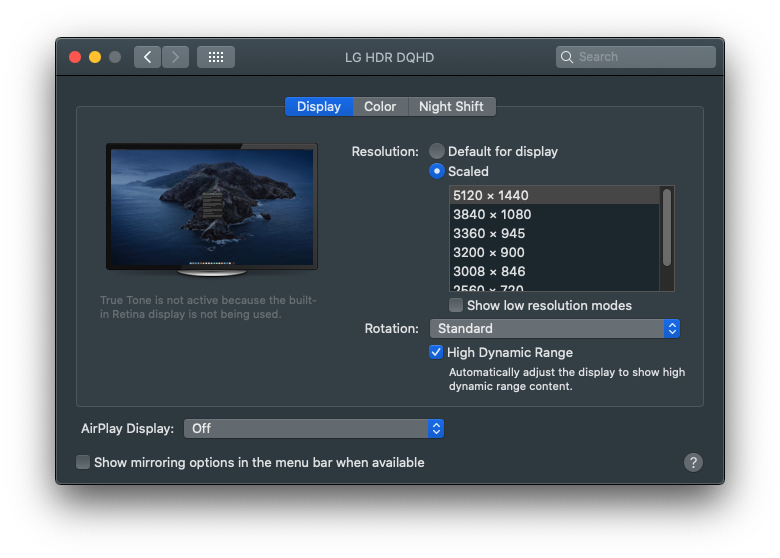 LG HDR DQHD
Search
Display
Color
Night Shift
Resolution:
Default for display
Scaled
5120 × 1440
3840 × 1080
3360 × 945
3200 × 900
3008 × 846
2560 × 720
Show low resolution modes
True Tone is not active because the built-
in Retina display is not being used.
Rotation:
Standard
High Dynamic Range
Automatically adjust the display to show high
dynamic range content.
AirPlay Display:
Off
Show mirroring options in the menu bar when available
?